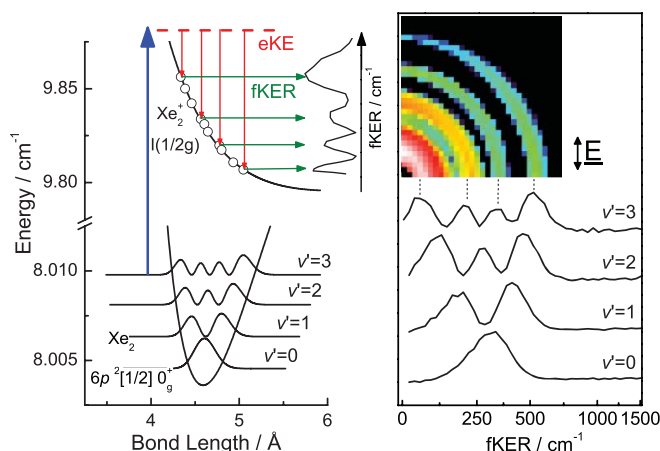 eKE
fKER
Xe₂⁺
I(1/2g)
fKER / cm⁻¹
9.85
9.80
8.010
8.005
Energy / cm⁻¹
v'=3
v'=2
v'=1
v'=0
Xe₂
6p ²[1/2] 0⁺g
4
5
6
Bond Length / Å
E
v'=3
v'=2
v'=1
v'=0
0
250
500
1000
1500
fKER / cm⁻¹